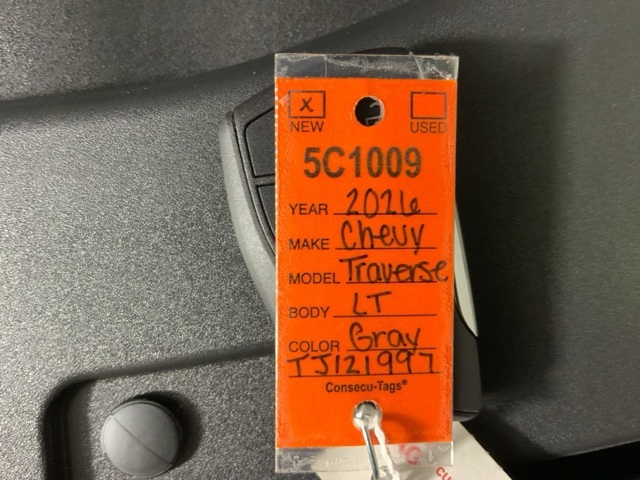 X
NEW USED
5C1009
YEAR 2026
MAKE Chevy
MODEL Traverse
BODY LT
COLOR Gray
TJ121997
Consecu-Tags®